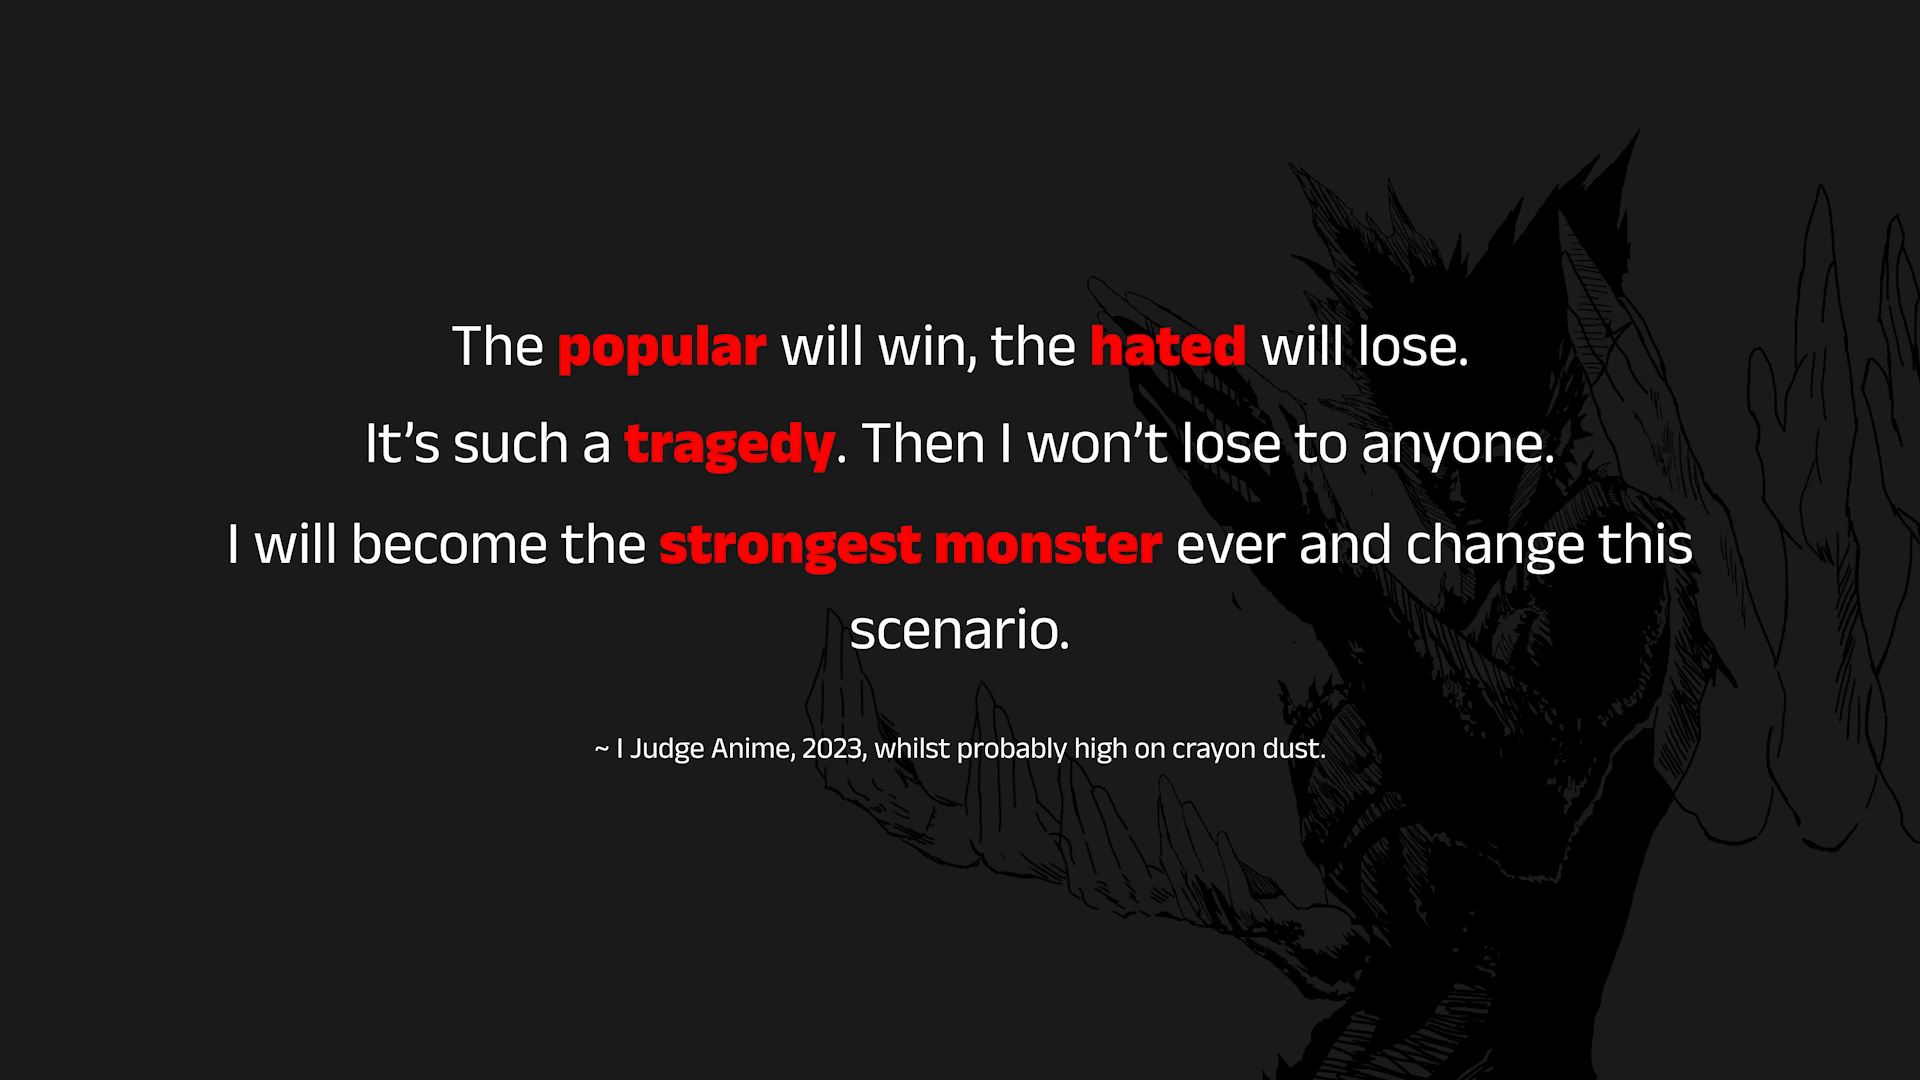 The popular will win, the hated will lose.
It’s such a tragedy. Then I won’t lose to anyone.
I will become the strongest monster ever and change this
scenario.
~ I Judge Anime, 2023, whilst probably high on crayon dust.